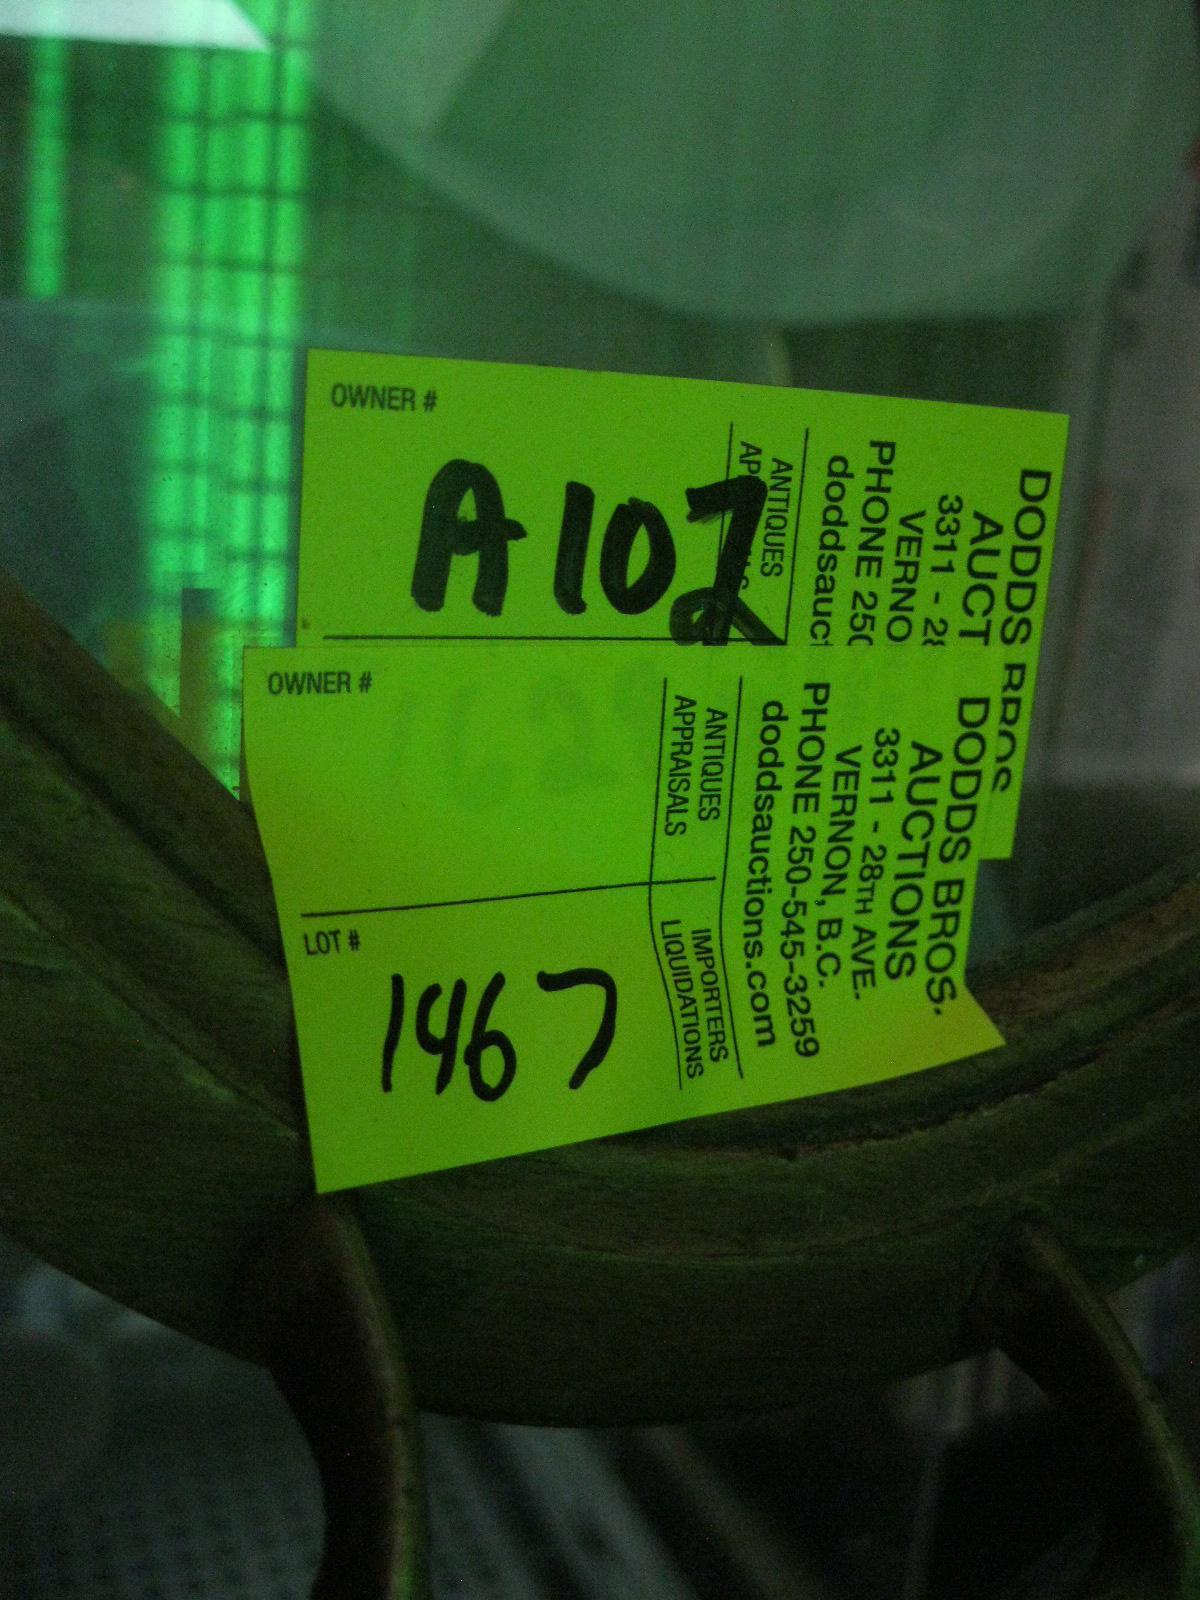 OWNER #
A102
ANTIQUES
DODDS BROS
AUCT
3311 - 28
VERNO
PHONE 250
doddsauct
OWNER #
LOT #
1467
ANTIQUES IMPORTERS
APPRAISALS LIQUIDATIONS
DODDS BROS.
AUCTIONS
3311 - 28TH AVE.
VERNON, B.C.
PHONE 250-545-3259
doddsauctions.com